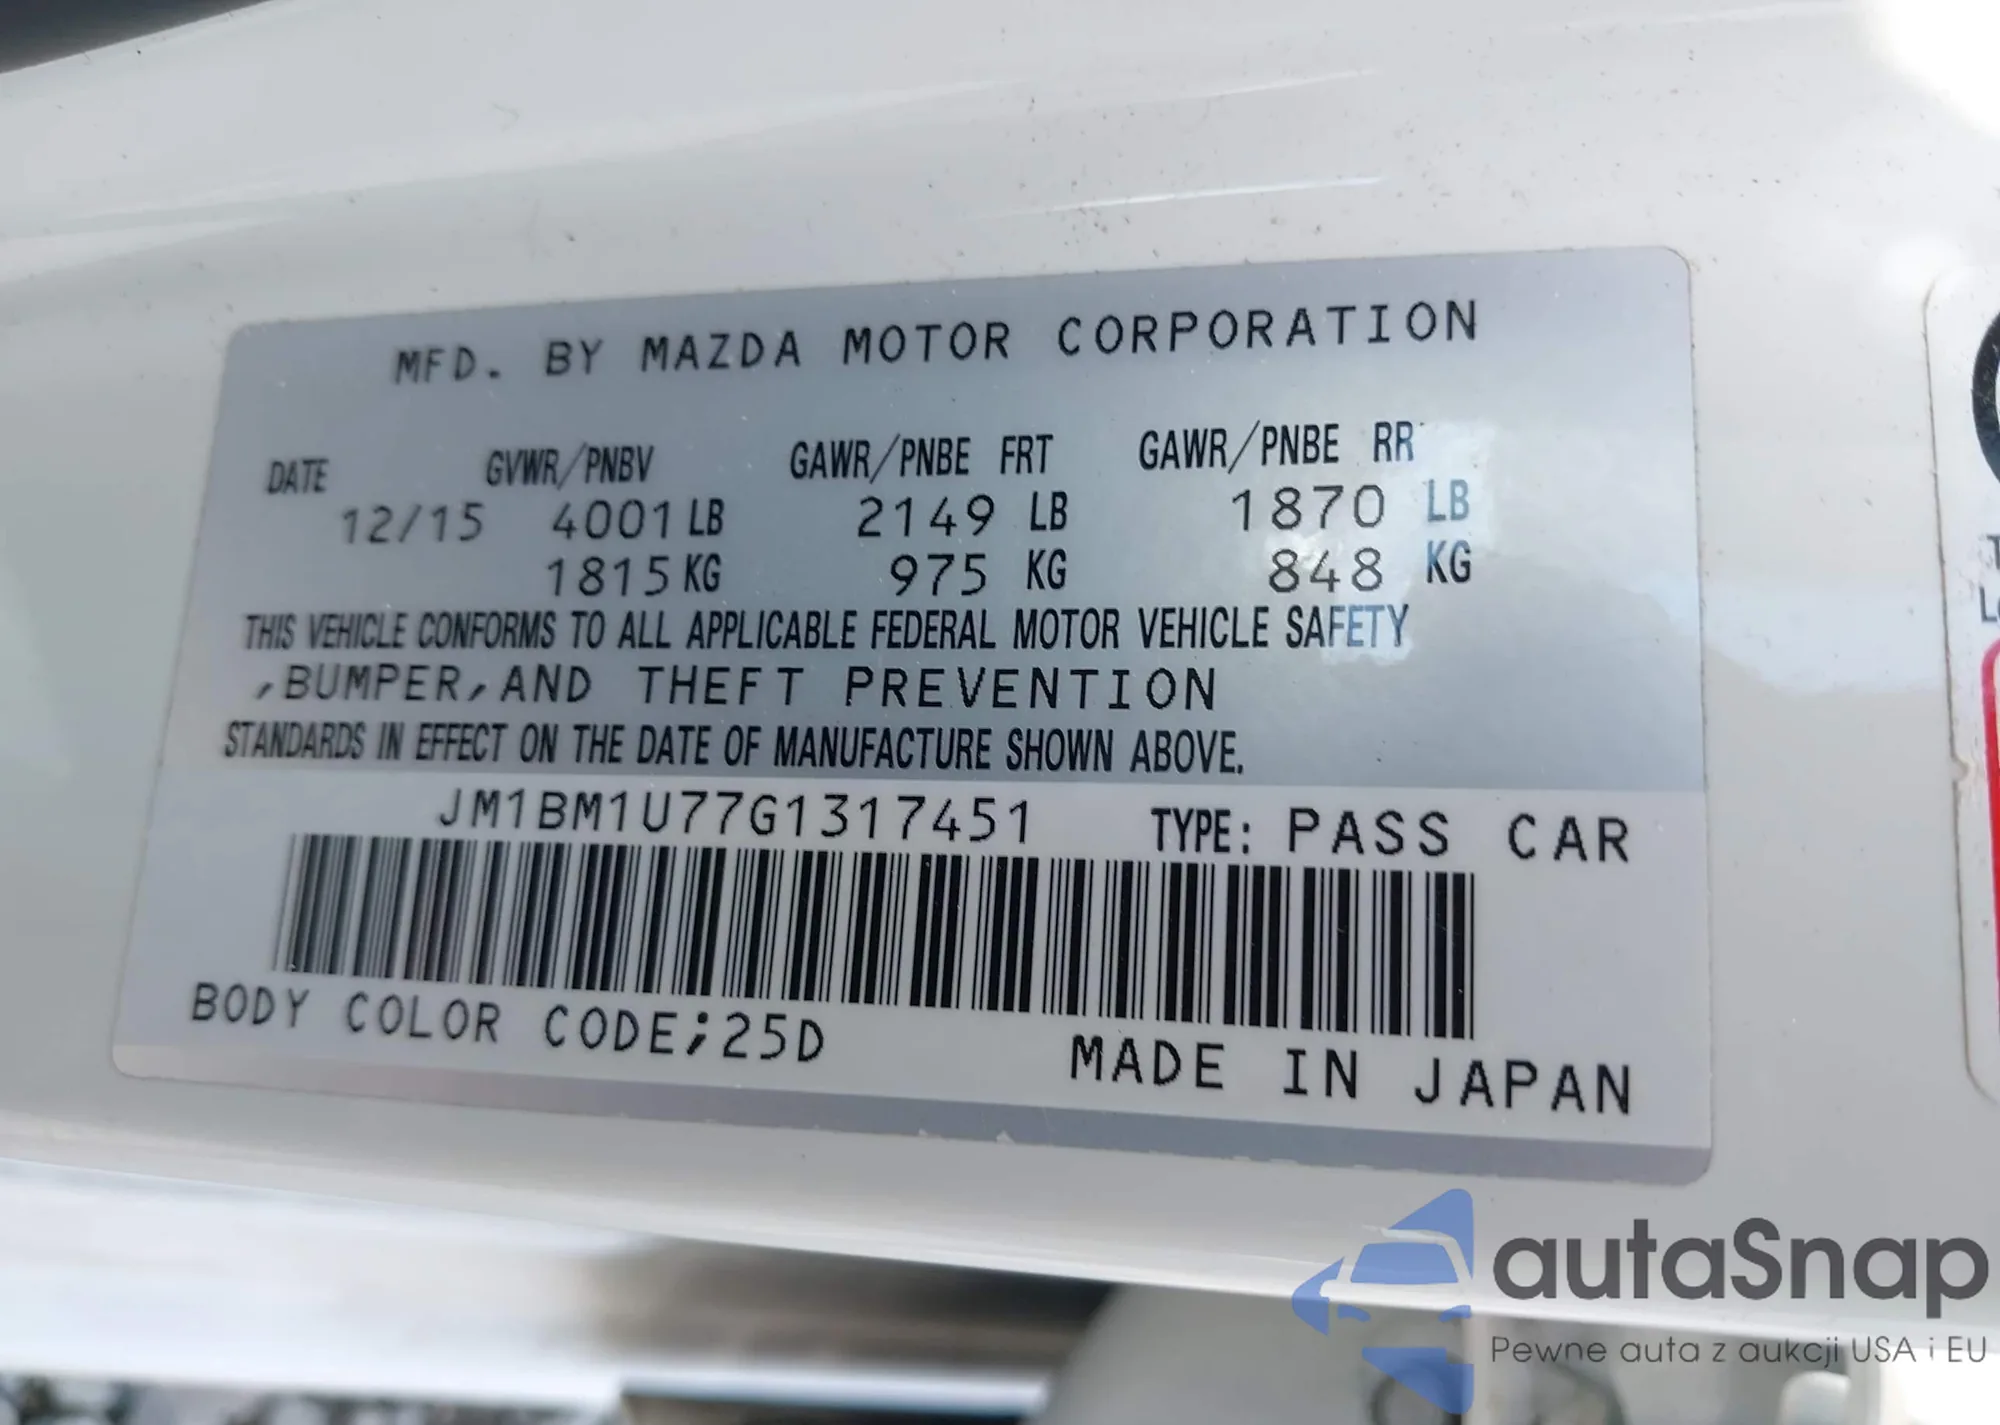 MFD. BY MAZDA MOTOR CORPORATION
DATE GVWR/PNBV GAWR/PNBE FRT GAWR/PNBE RR
12/15 4001 LB 2149 LB 1870 LB
1815 KG 975 KG 848 KG
THIS VEHICLE CONFORMS TO ALL APPLICABLE FEDERAL MOTOR VEHICLE SAFETY
,BUMPER,AND THEFT PREVENTION
STANDARDS IN EFFECT ON THE DATE OF MANUFACTURE SHOWN ABOVE.
JM1BM1U77G1317451 TYPE: PASS CAR
BODY COLOR CODE;25D
MADE IN JAPAN
autaSnap
Pewne auta z aukcji USA i EU